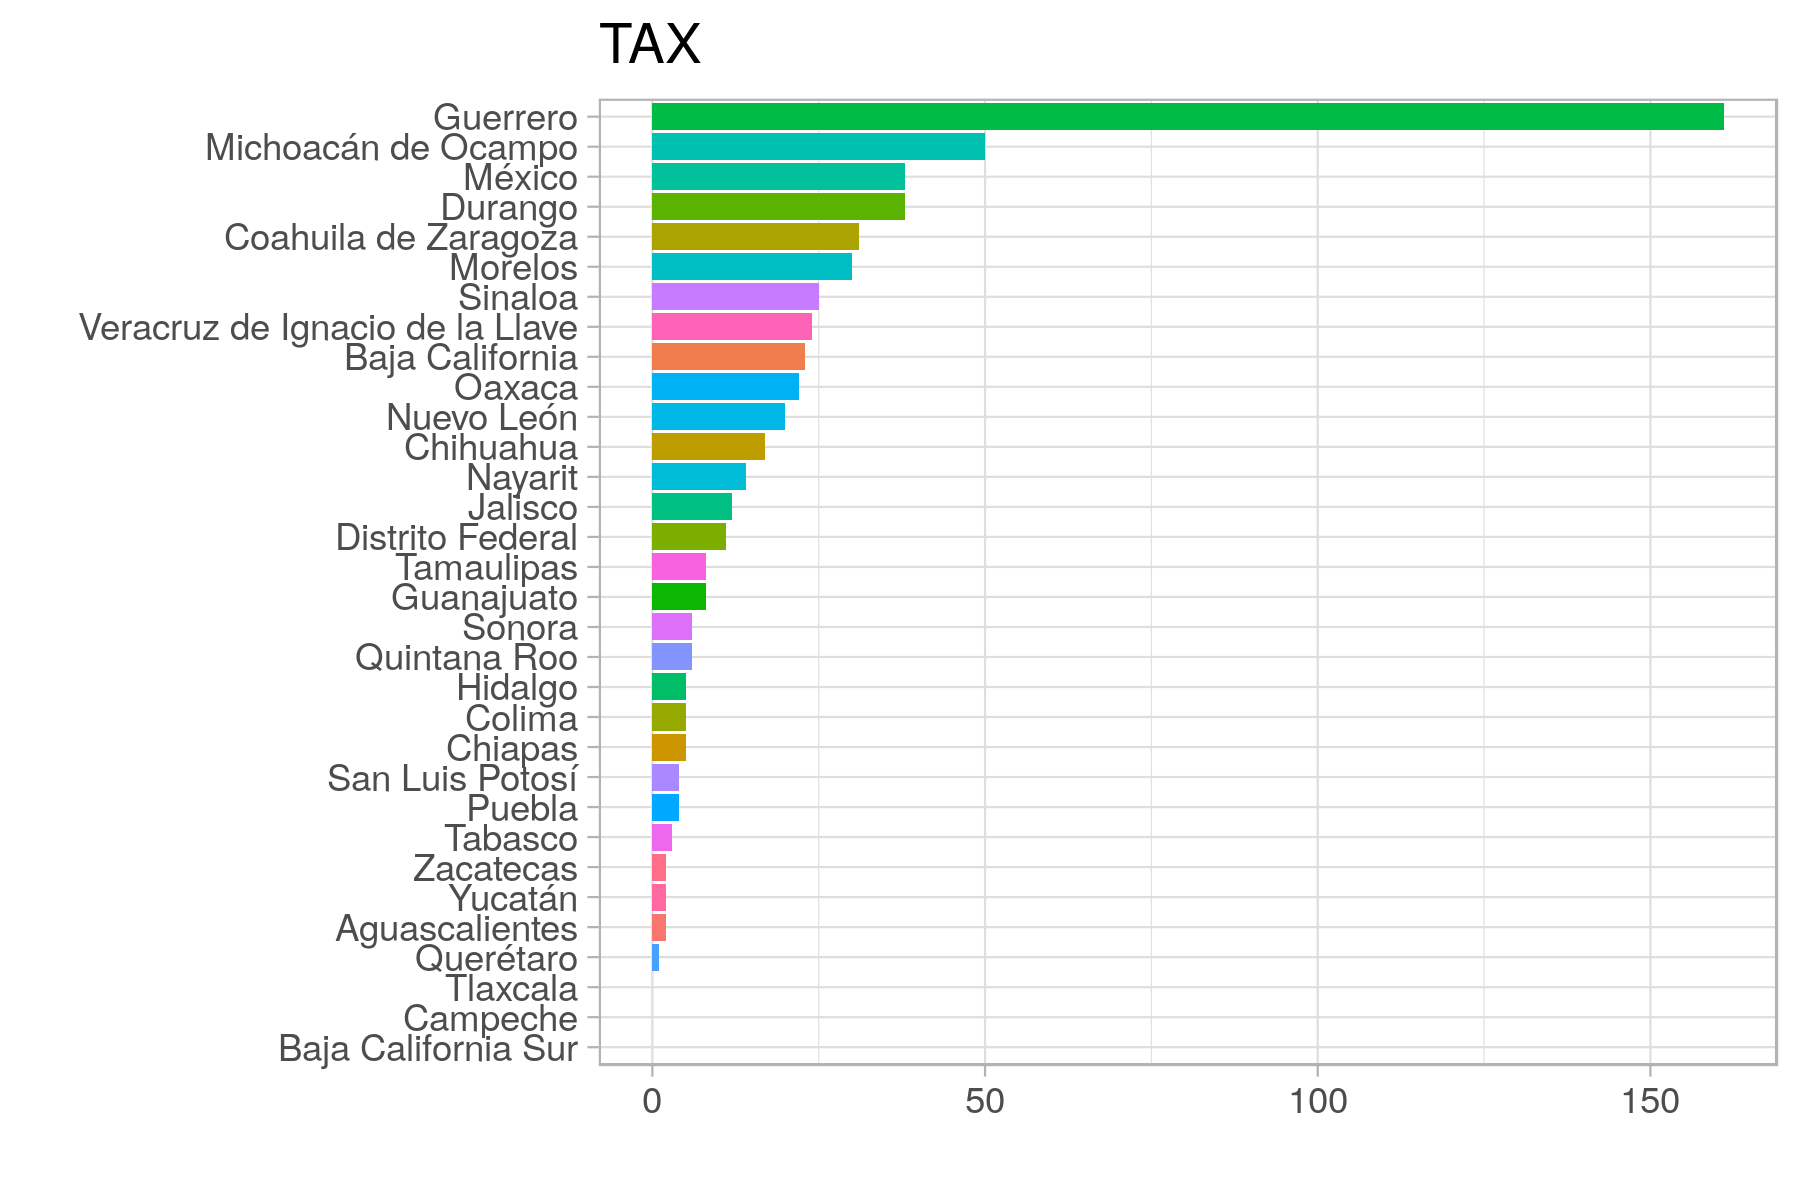 TAX
Guerrero
Michoacán de Ocampo
México
Durango
Coahuila de Zaragoza
Morelos
Sinaloa
Veracruz de Ignacio de la Llave
Baja California
Oaxaca
Nuevo León
Chihuahua
Nayarit
Jalisco
Distrito Federal
Tamaulipas
Guanajuato
Sonora
Quintana Roo
Hidalgo
Colima
Chiapas
San Luis Potosí
Puebla
Tabasco
Zacatecas
Yucatán
Aguascalientes
Querétaro
Tlaxcala
Campeche
Baja California Sur
0 50 100 150